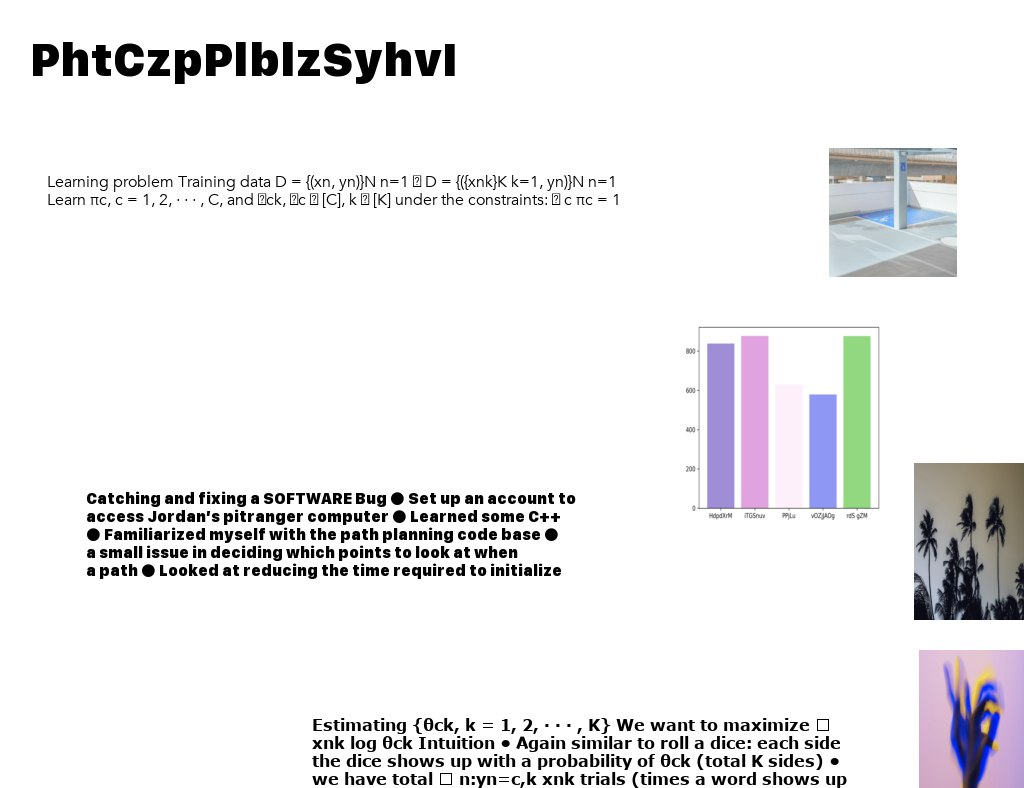 PhtCzpPlblzSyhvI
Learning problem Training data D = {(xn, yn)}N n=1 � D = {({xnk}K k=1, yn)}N n=1
Learn πc, c = 1, 2, · · · , C, and �ck, �c � [C], k � [K] under the constraints: � c πc = 1
800
600
400
200
0
HdpdXrM iTGSnuv PPjLu vOZjJAOg rdS gZM
Catching and fixing a SOFTWARE Bug ● Set up an account to
access Jordan’s pitranger computer ● Learned some C++
● Familiarized myself with the path planning code base ●
a small issue in deciding which points to look at when
a path ● Looked at reducing the time required to initialize
Estimating {θck, k = 1, 2, · · · , K} We want to maximize □
xnk log θck Intuition • Again similar to roll a dice: each side
the dice shows up with a probability of θck (total K sides) •
we have total □ n:yn=c,k xnk trials (times a word shows up